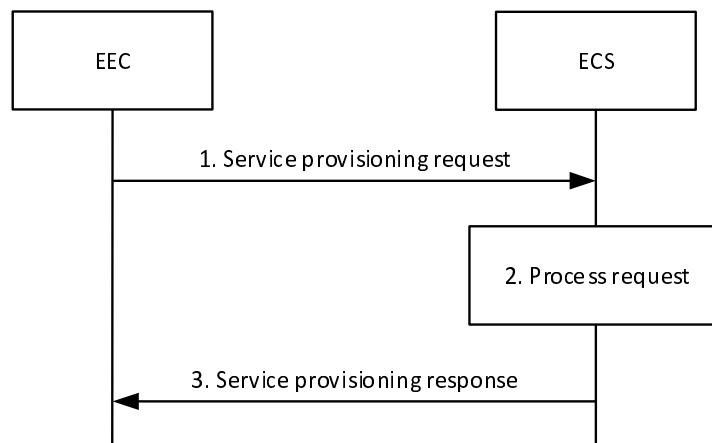 EEC
ECS
1. Service provisioning request
2. Process request
3. Service provisioning response